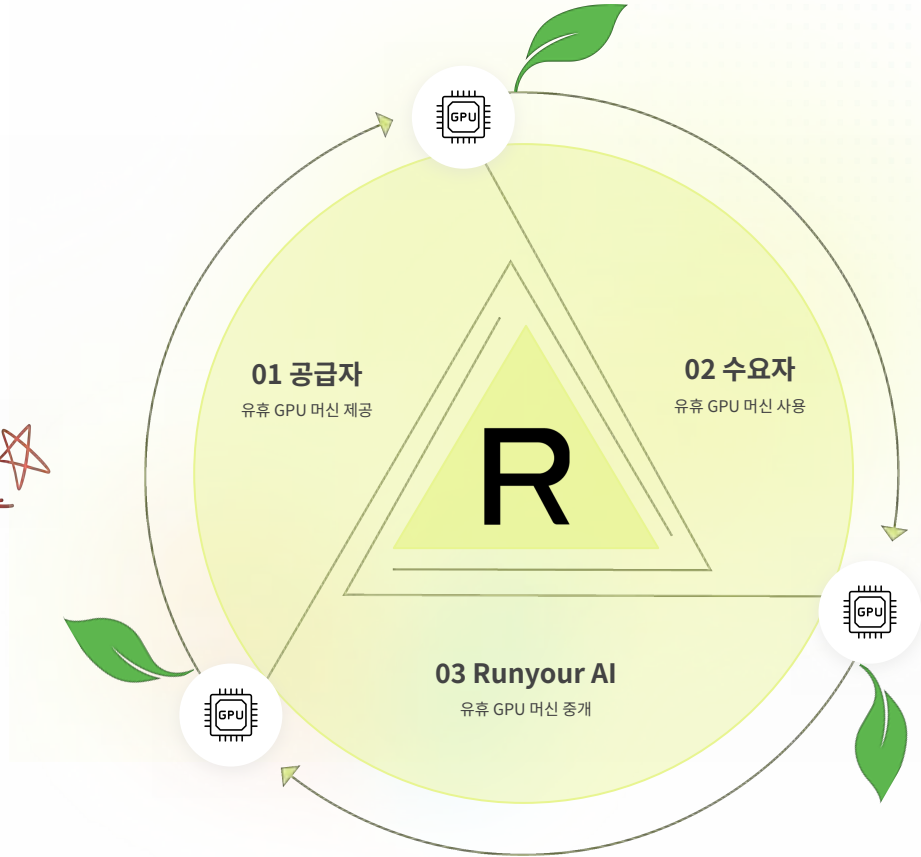 GPU
01 공급자
유휴 GPU 머신 제공
02 수요자
유휴 GPU 머신 사용
R
GPU
03 Runyour AI
유휴 GPU 머신 중개
GPU